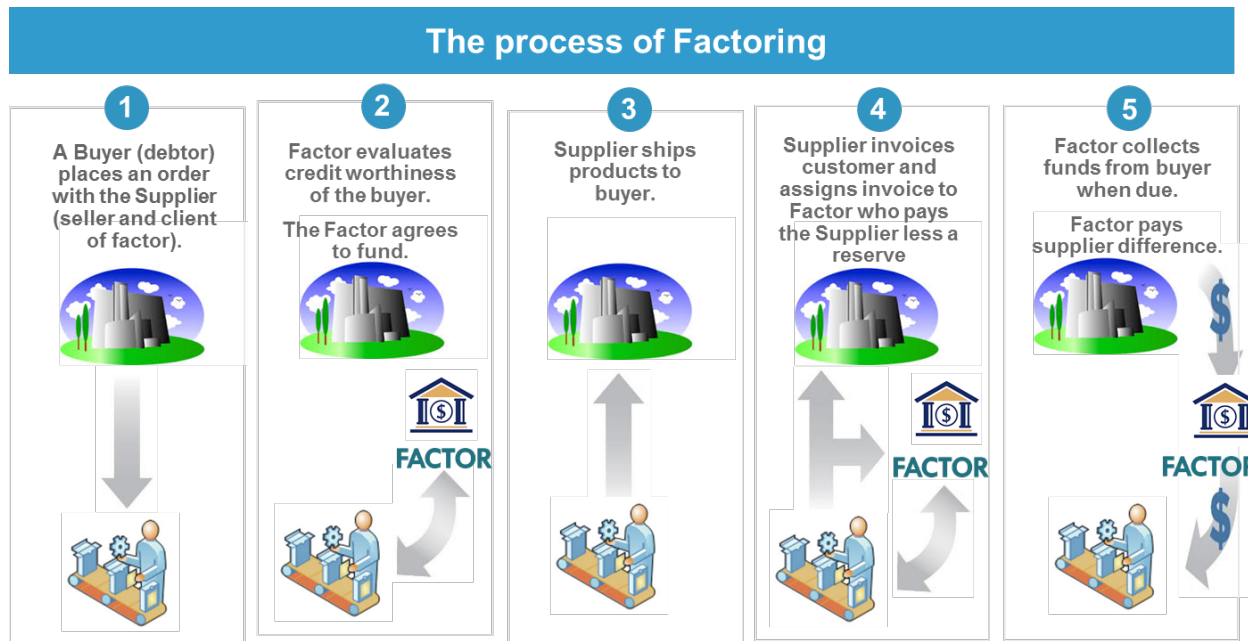 The process of Factoring
1
A Buyer (debtor)
places an order
with the Supplier
(seller and client
of factor).
2
Factor evaluates
credit worthiness
of the buyer.
The Factor agrees
to fund.
$
FACTOR
3
Supplier ships
products to
buyer.
4
Supplier invoices
customer and
assigns invoice to
Factor who pays
the Supplier less a
reserve
$
FACTOR
5
Factor collects
funds from buyer
when due.
Factor pays
supplier difference.
$
$
FACTOR
$